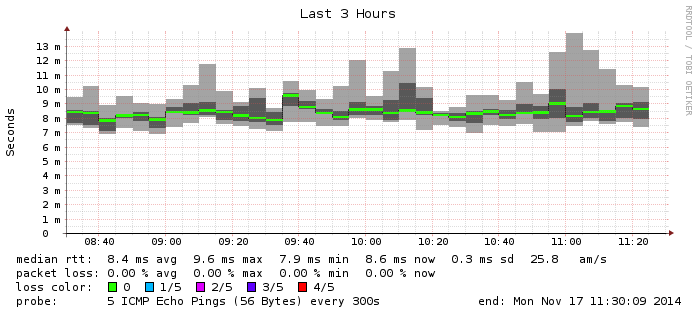 Last 3 Hours
RRDTOOL / TOBI OETIKER
Seconds
13 m
12 m
11 m
10 m
9 m
8 m
7 m
6 m
5 m
4 m
3 m
2 m
1 m
0
08:40 09:00 09:20 09:40 10:00 10:20 10:40 11:00 11:20
median rtt: 8.4 ms avg 9.6 ms max 7.9 ms min 8.6 ms now 0.3 ms sd 25.8 am/s
packet loss: 0.00 % avg 0.00 % max 0.00 % min 0.00 % now
loss color: 0 1/5 2/5 3/5 4/5
probe: 5 ICMP Echo Pings (56 Bytes) every 300s end: Mon Nov 17 11:30:09 2014